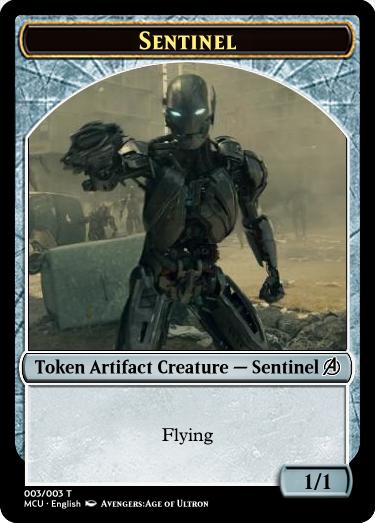 Sentinel
Token Artifact Creature — Sentinel
Flying
1/1
003/003 T
MCU · English Avengers:Age of Ultron